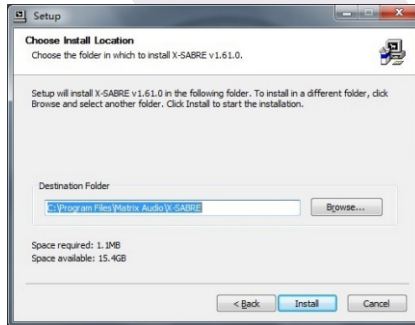 Setup
Choose Install Location
Choose the folder in which to install X-SABRE v1.61.0.
Setup will install X-SABRE v1.61.0 in the following folder. To install in a different folder, click
Browse and select another folder. Click Install to start the installation.
Destination Folder
C:\Program Files\Matrix Audio\X-SABRE
Browse...
Space required: 1.1MB
Space available: 15.4GB
< Back
Install
Cancel